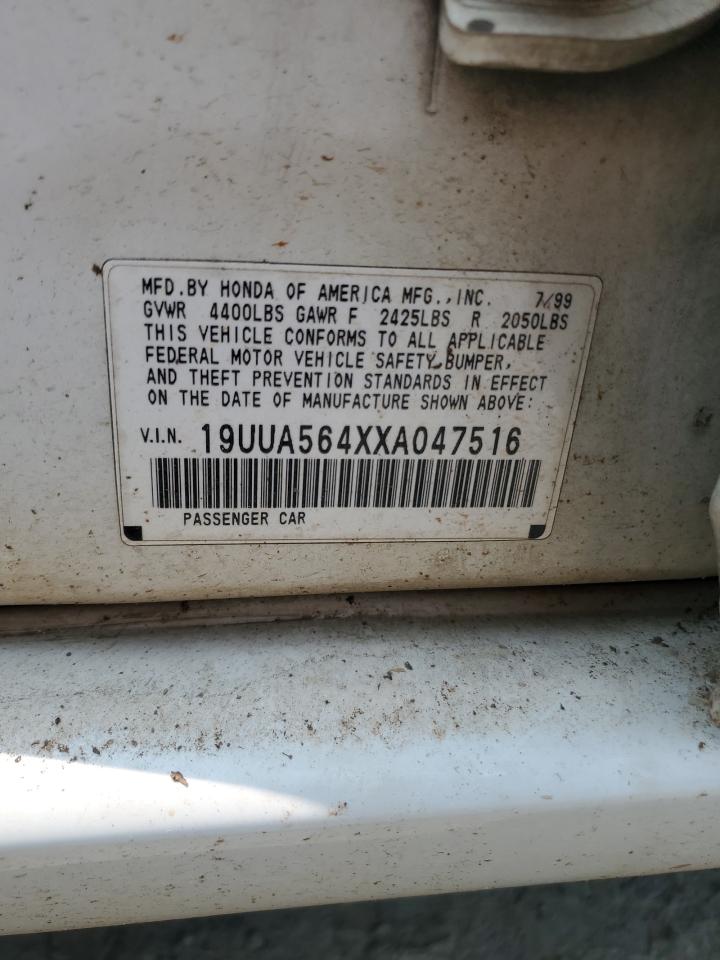 MFD.BY HONDA OF AMERICA MFG.,INC. 7/99
GVWR 4400LBS GAWR F 2425LBS R 2050LBS
THIS VEHICLE CONFORMS TO ALL APPLICABLE
FEDERAL MOTOR VEHICLE SAFETY,BUMPER,
AND THEFT PREVENTION STANDARDS IN EFFECT
ON THE DATE OF MANUFACTURE SHOWN ABOVE:
V.I.N. 19UUA564XXA047516
PASSENGER CAR